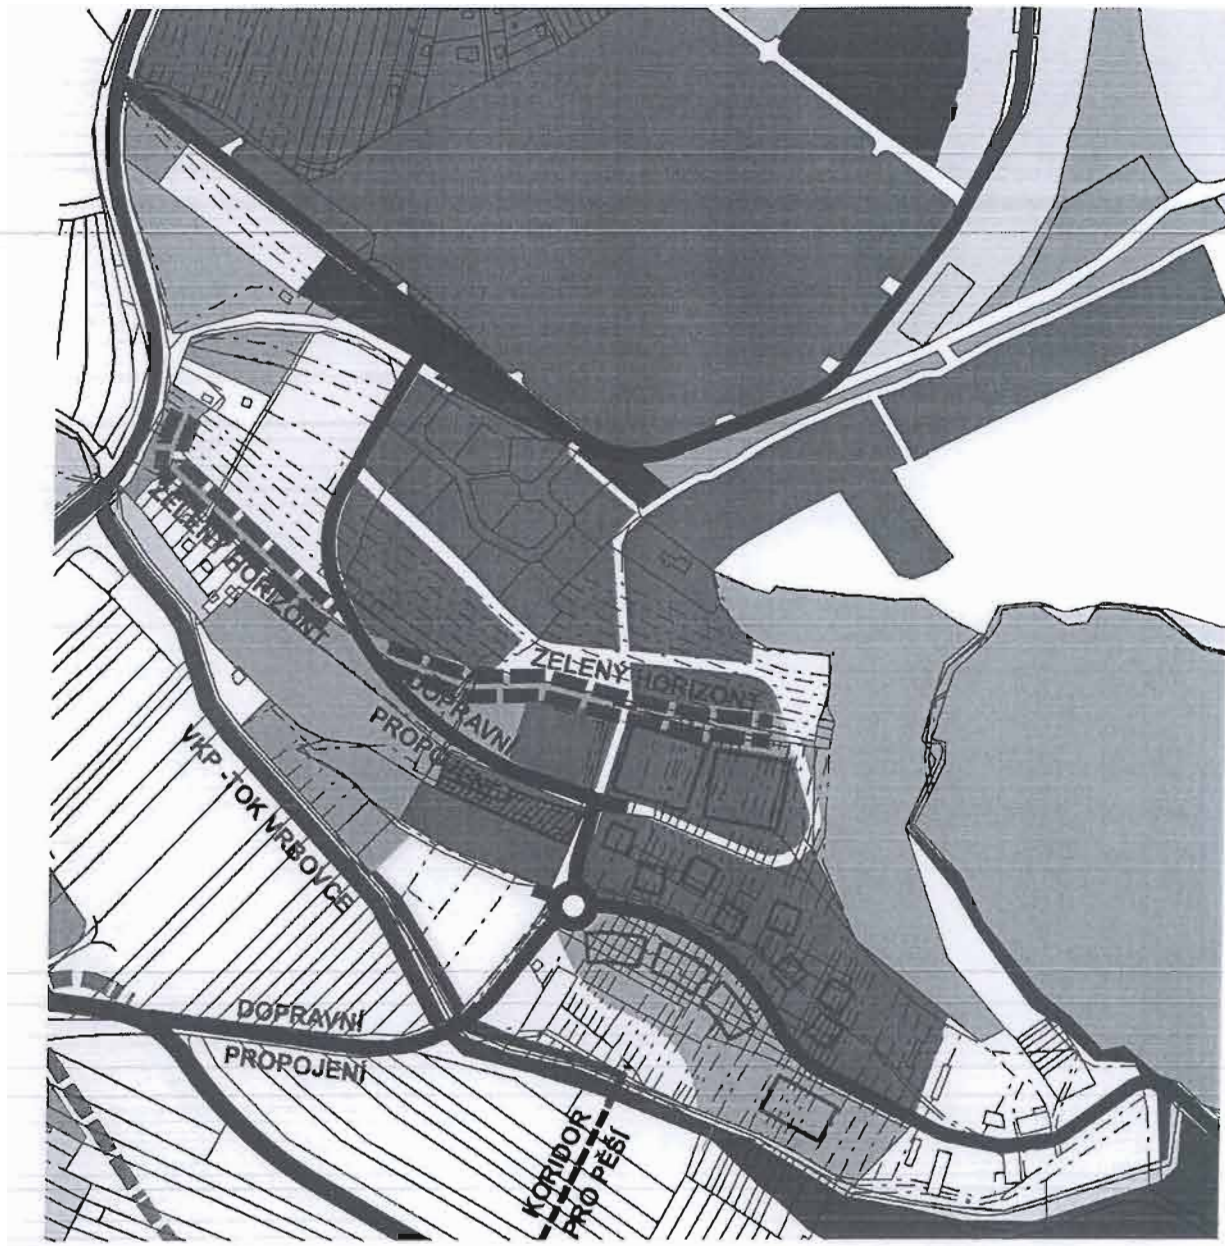 ZELENÝ HORIZONT
ZELENÝ HORIZONT
DOPRAVNÍ
PROPOJENÍ
VKP -TOK VRBOVCE
DOPRAVNÍ
PROPOJENÍ
KORIDOR
PRO PĚŠÍ